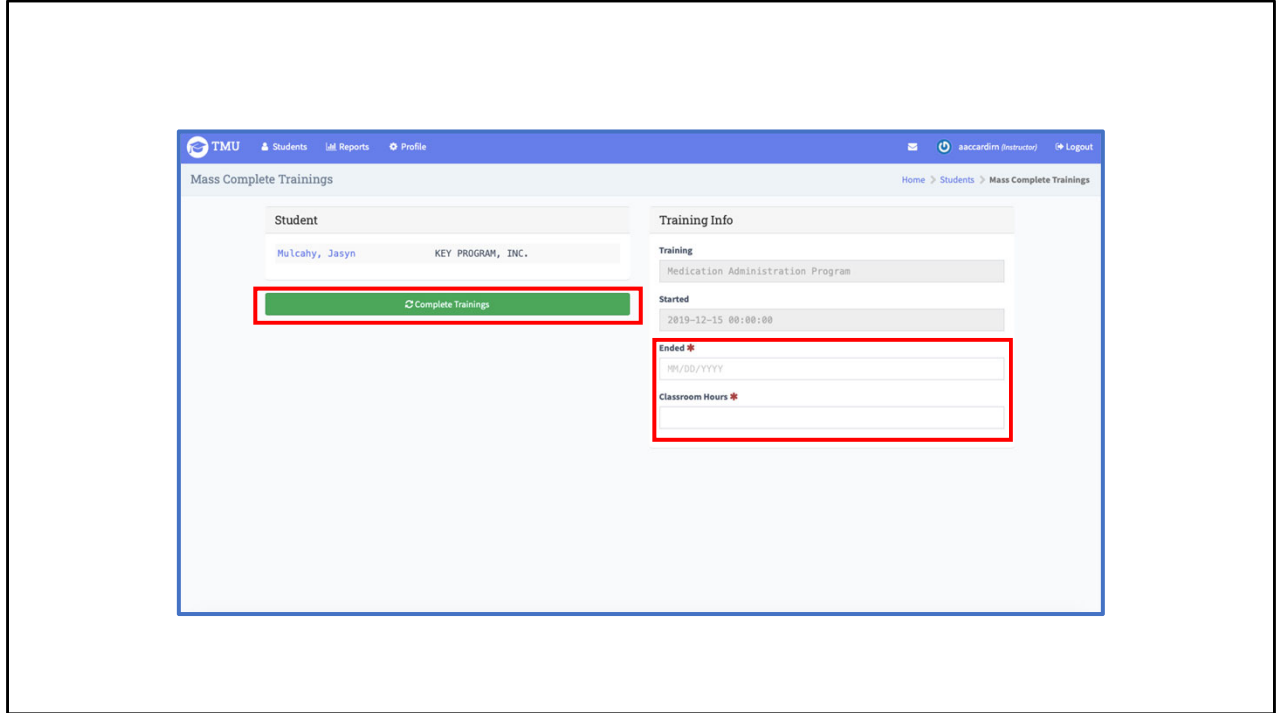 TMU Students Reports Profile aaccardim (Instructor) Logout
Mass Complete Trainings
Home > Students > Mass Complete Trainings
Student
Mulcahy, Jasyn KEY PROGRAM, INC.
Complete Trainings
Training Info
Training
Medication Administration Program
Started
2019-12-15 00:00:00
Ended *
MM/DD/YYYY
Classroom Hours *